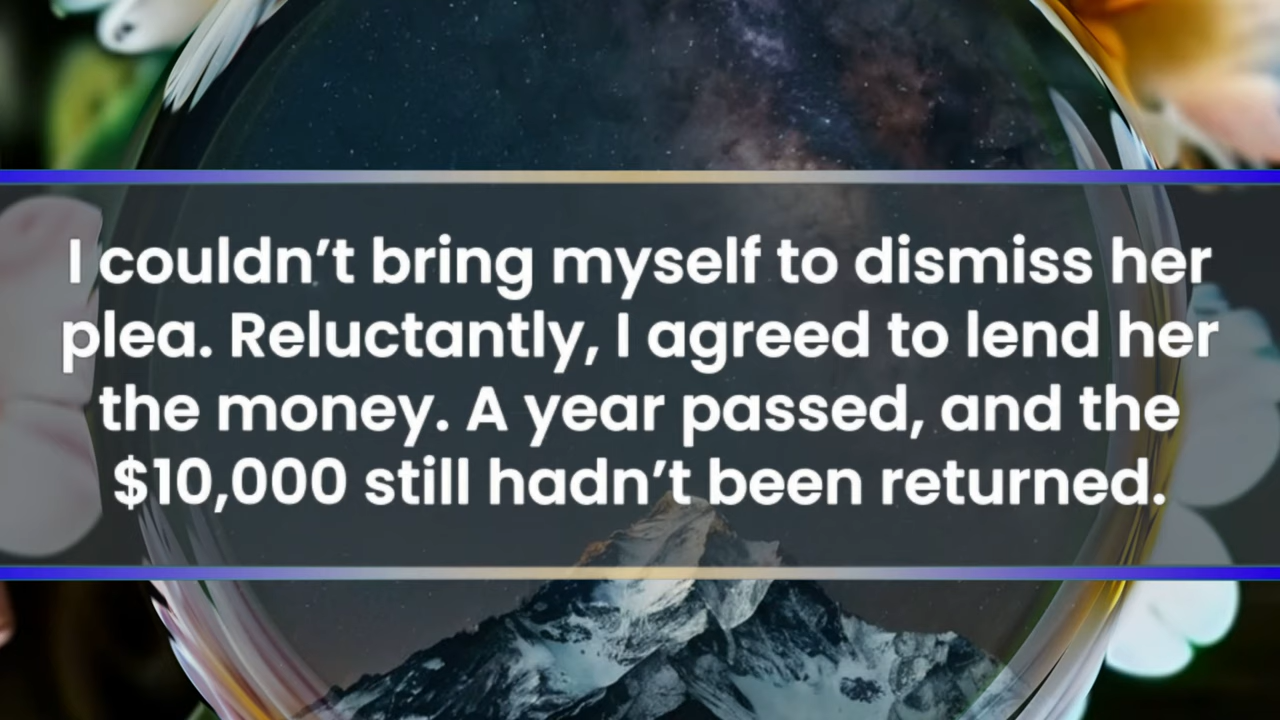 I couldn’t bring myself to dismiss her
plea. Reluctantly, I agreed to lend her
the money. A year passed, and the
$10,000 still hadn’t been returned.